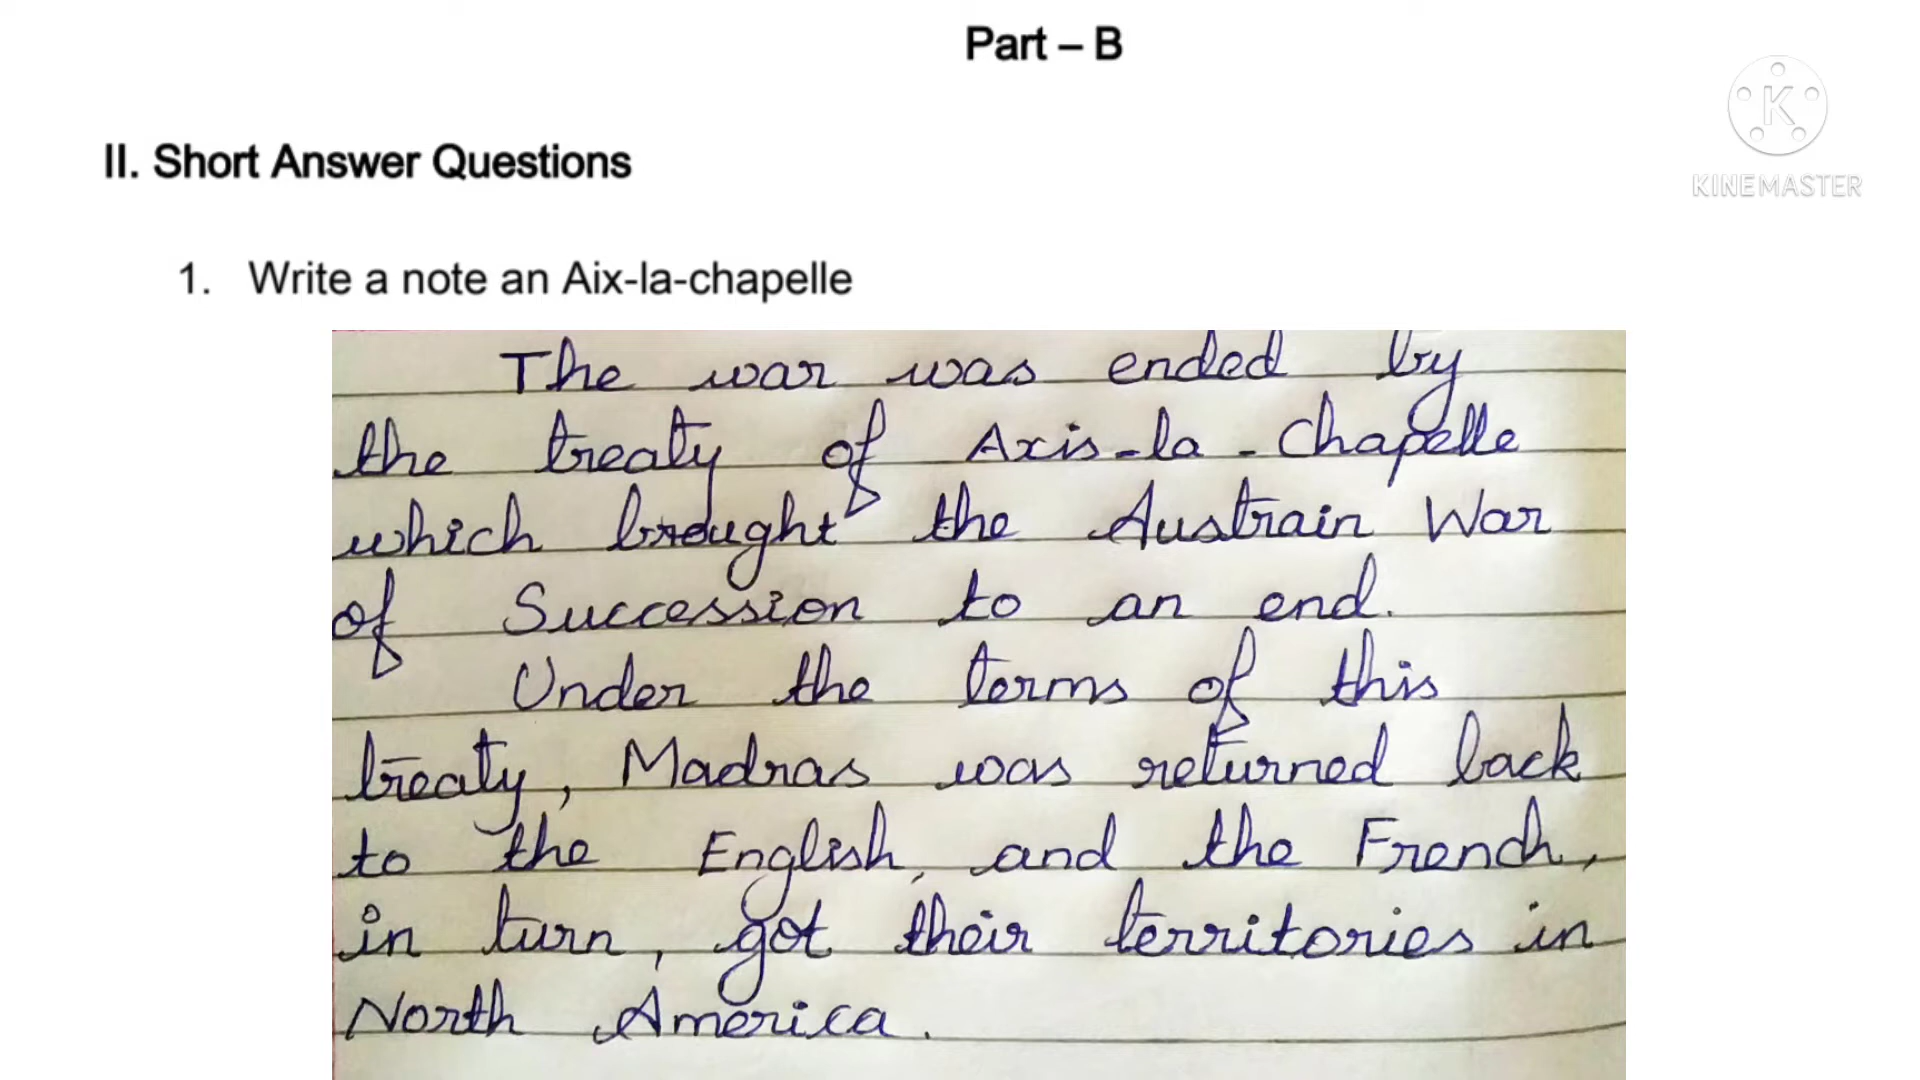 Part – B
K
KINEMASTER
II. Short Answer Questions
1. Write a note an Aix-la-chapelle
The war was ended by
the treaty of Axis-la-Chapelle
which brought the Austrain War
of Succession to an end.
Under the terms of this
treaty, Madras was returned back
to the English, and the French,
in turn, got their territories in
North America.